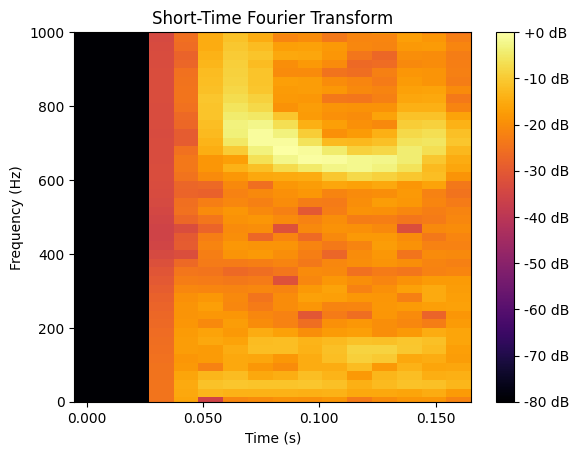 Short-Time Fourier Transform
1000
800
600
400
200
0
Frequency (Hz)
0.000
0.050
0.100
0.150
Time (s)
+0 dB
-10 dB
-20 dB
-30 dB
-40 dB
-50 dB
-60 dB
-70 dB
-80 dB